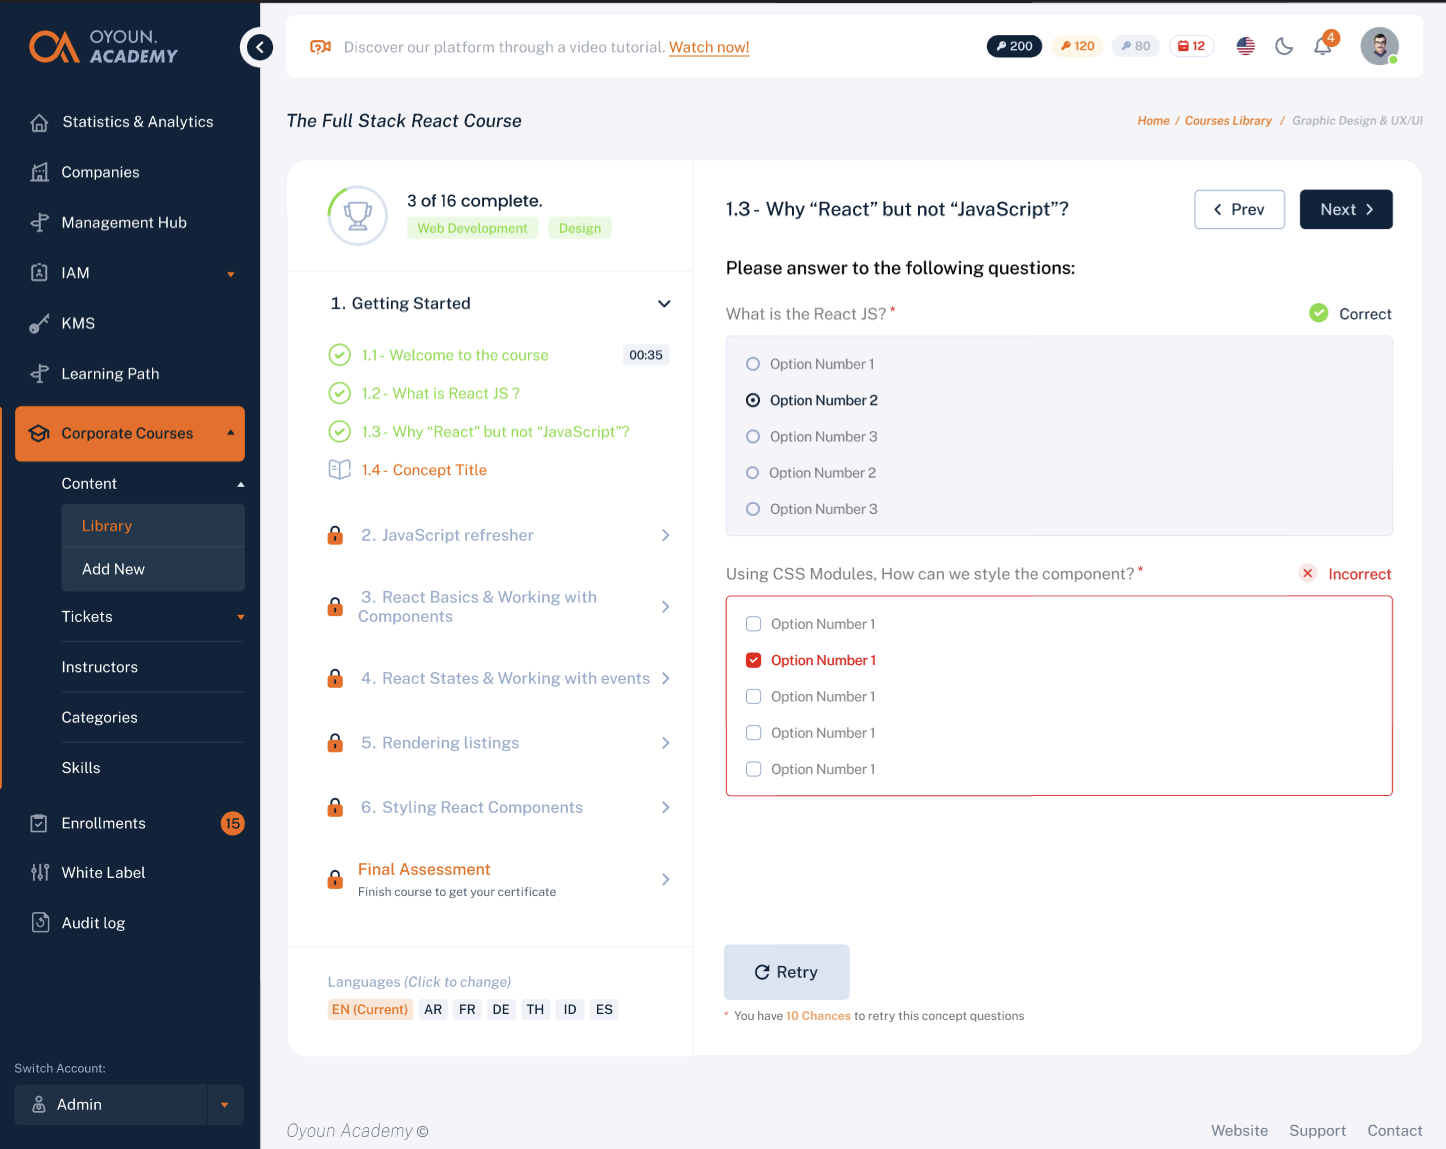 OYOUN.
ACADEMY
Discover our platform through a video tutorial. Watch now!
200
120
80
12
4
Statistics & Analytics
Companies
Management Hub
IAM
KMS
Learning Path
Corporate Courses
Content
Library
Add New
Tickets
Instructors
Categories
Skills
Enrollments
15
White Label
Audit log
Switch Account:
Admin
The Full Stack React Course
Home / Courses Library / Graphic Design & UX/UI
3 of 16 complete.
Web Development
Design
1. Getting Started
1.1- Welcome to the course
00:35
1.2- What is React JS ?
1.3- Why “React” but not “JavaScript”?
1.4- Concept Title
2. JavaScript refresher
3. React Basics & Working with
Components
4. React States & Working with events
5. Rendering listings
6. Styling React Components
Final Assessment
Finish course to get your certificate
Languages (Click to change)
EN (Current) AR FR DE TH ID ES
1.3- Why “React” but not “JavaScript”?
Prev
Next
Please answer to the following questions:
What is the React JS? *
Correct
Option Number 1
Option Number 2
Option Number 3
Option Number 2
Option Number 3
Using CSS Modules, How can we style the component? *
Incorrect
Option Number 1
Option Number 1
Option Number 1
Option Number 1
Option Number 1
Retry
* You have 10 Chances to retry this concept questions
Oyoun Academy ©
Website
Support
Contact